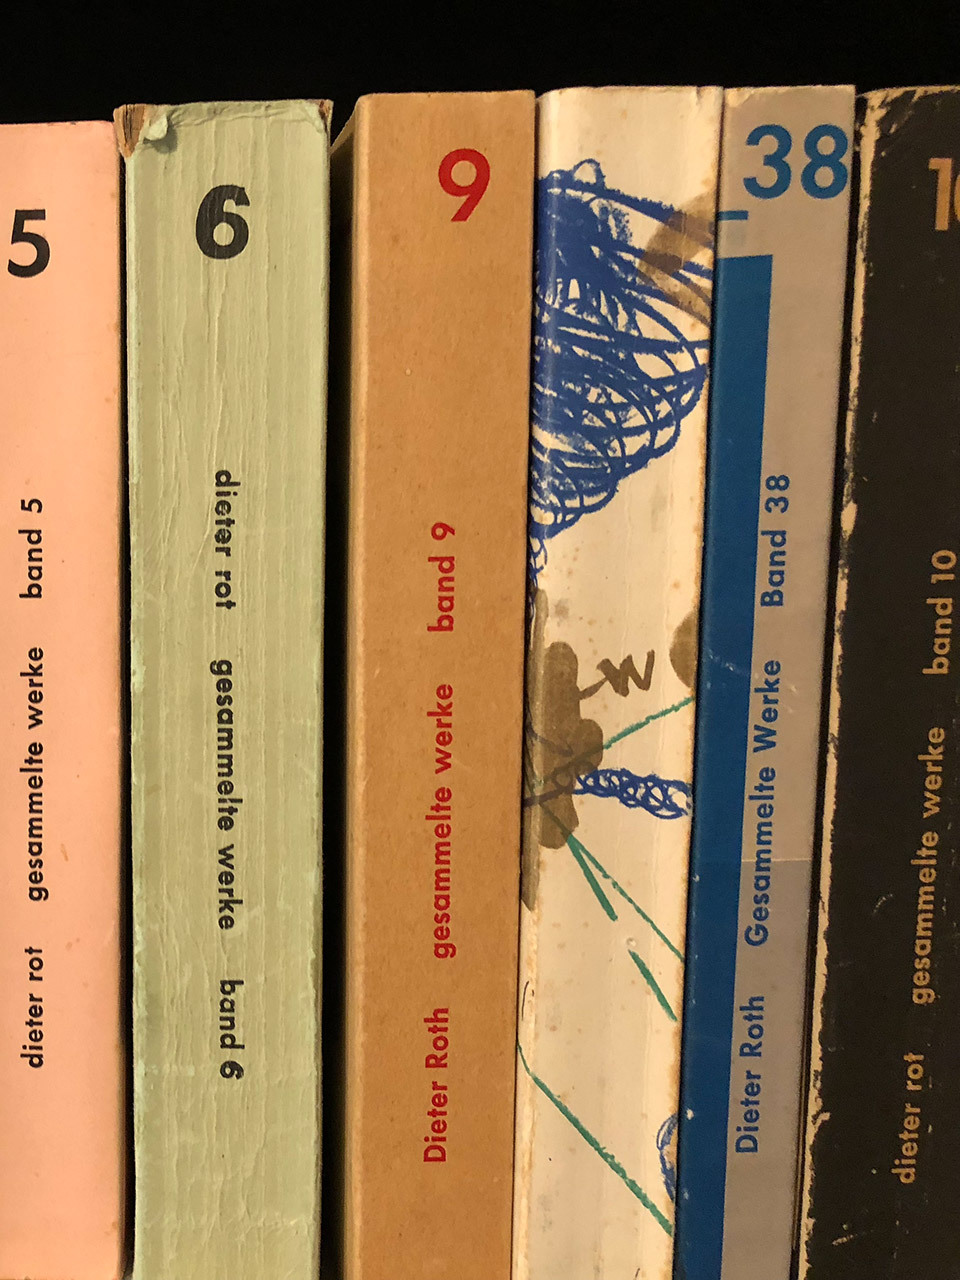 5
dieter rot gesammelte werke band 5
6
dieter rot gesammelte werke band 6
9
Dieter Roth gesammelte werke band 9
38
Dieter Roth Gesammelte Werke Band 38
dieter rot gesammelte werke band 10